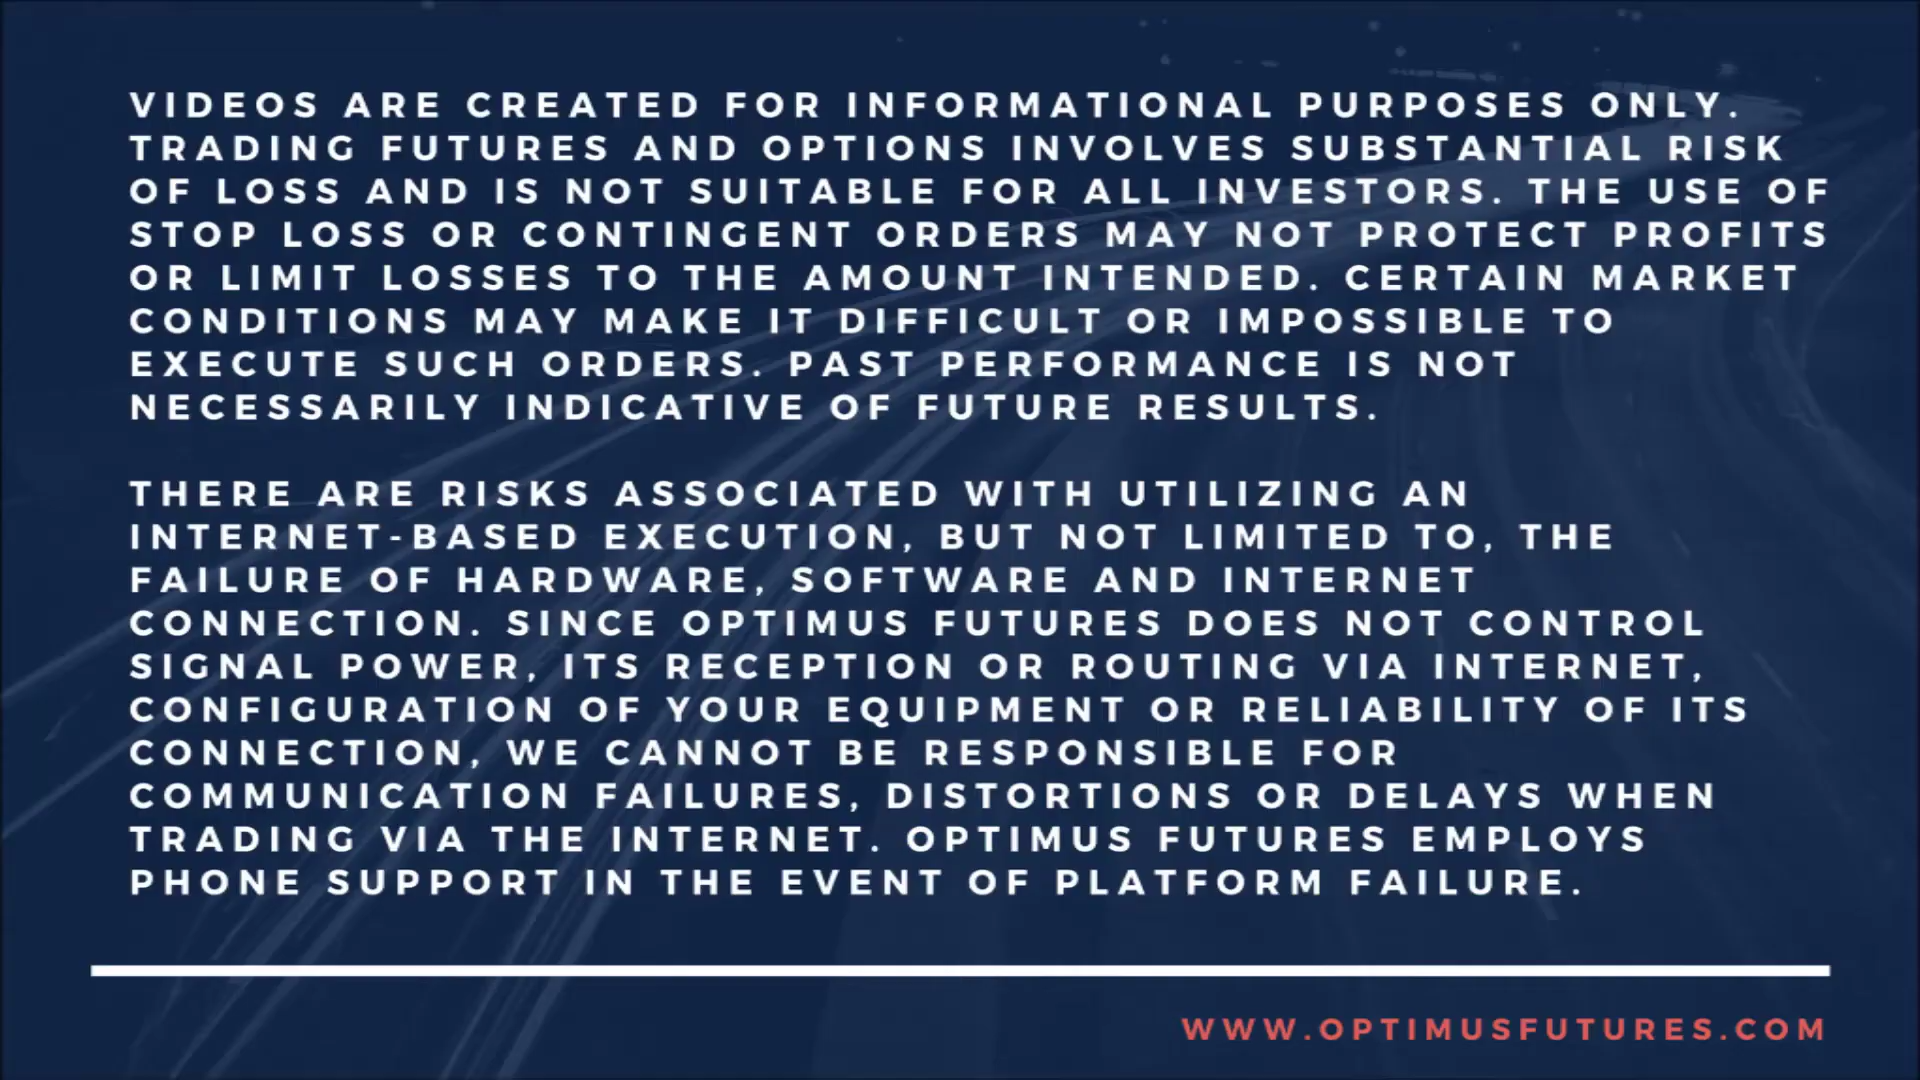 VIDEOS ARE CREATED FOR INFORMATIONAL PURPOSES ONLY.
TRADING FUTURES AND OPTIONS INVOLVES SUBSTANTIAL RISK
OF LOSS AND IS NOT SUITABLE FOR ALL INVESTORS. THE USE OF
STOP LOSS OR CONTINGENT ORDERS MAY NOT PROTECT PROFITS
OR LIMIT LOSSES TO THE AMOUNT INTENDED. CERTAIN MARKET
CONDITIONS MAY MAKE IT DIFFICULT OR IMPOSSIBLE TO
EXECUTE SUCH ORDERS. PAST PERFORMANCE IS NOT
NECESSARILY INDICATIVE OF FUTURE RESULTS.
THERE ARE RISKS ASSOCIATED WITH UTILIZING AN
INTERNET-BASED EXECUTION, BUT NOT LIMITED TO, THE
FAILURE OF HARDWARE, SOFTWARE AND INTERNET
CONNECTION. SINCE OPTIMUS FUTURES DOES NOT CONTROL
SIGNAL POWER, ITS RECEPTION OR ROUTING VIA INTERNET,
CONFIGURATION OF YOUR EQUIPMENT OR RELIABILITY OF ITS
CONNECTION, WE CANNOT BE RESPONSIBLE FOR
COMMUNICATION FAILURES, DISTORTIONS OR DELAYS WHEN
TRADING VIA THE INTERNET. OPTIMUS FUTURES EMPLOYS
PHONE SUPPORT IN THE EVENT OF PLATFORM FAILURE.
WWW.OPTIMUSFUTURES.COM